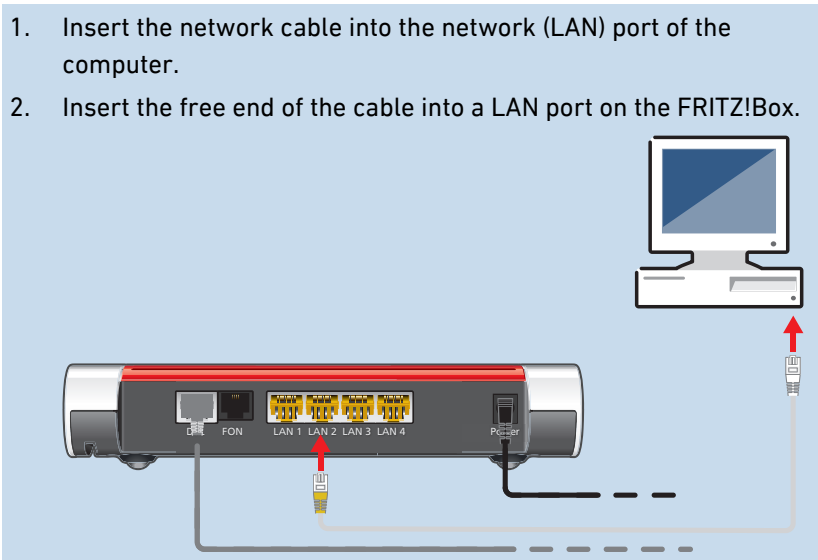 1. Insert the network cable into the network (LAN) port of the
computer.
2. Insert the free end of the cable into a LAN port on the FRITZ!Box.
FON LAN 1 LAN 2 LAN 3 LAN 4